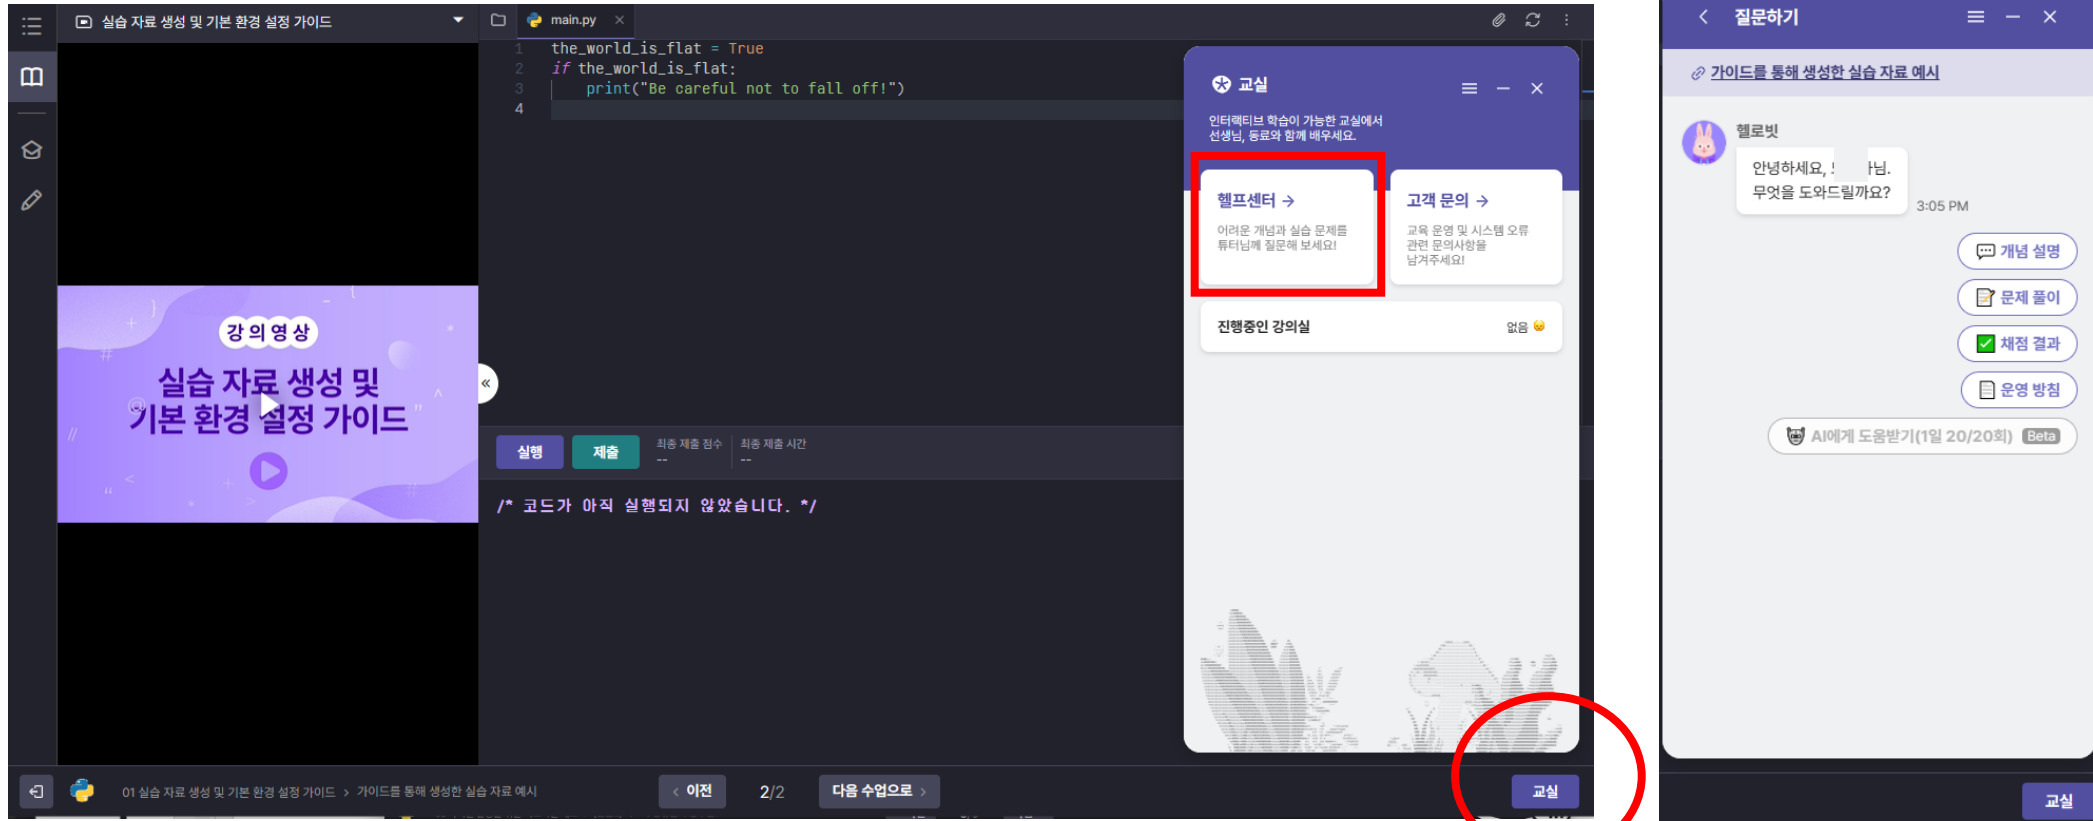 실습 자료 생성 및 기본 환경 설정 가이드
main.py
1 the_world_is_flat = True
2 if the_world_is_flat:
3 print("Be careful not to fall off!")
4
강의영상
실습 자료 생성 및
기본 환경 설정 가이드
실행
제출
최종 제출 점수
--
최종 제출 시간
--
/* 코드가 아직 실행되지 않았습니다. */
교실
인터랙티브 학습이 가능한 교실에서
선생님, 동료와 함께 배우세요.
헬프센터 →
어려운 개념과 실습 문제를
튜터님께 질문해 보세요!
고객 문의 →
교육 운영 및 시스템 오류
관련 문의사항을
남겨주세요!
진행중인 강의실
없음
01 실습 자료 생성 및 기본 환경 설정 가이드 > 가이드를 통해 생성한 실습 자료 예시
< 이전
2/2
다음 수업으로 >
교실
질문하기
가이드를 통해 생성한 실습 자료 예시
헬로빗
안녕하세요, 님.
무엇을 도와드릴까요?
3:05 PM
개념 설명
문제 풀이
채점 결과
운영 방침
AI에게 도움받기(1일 20/20회) Beta
교실